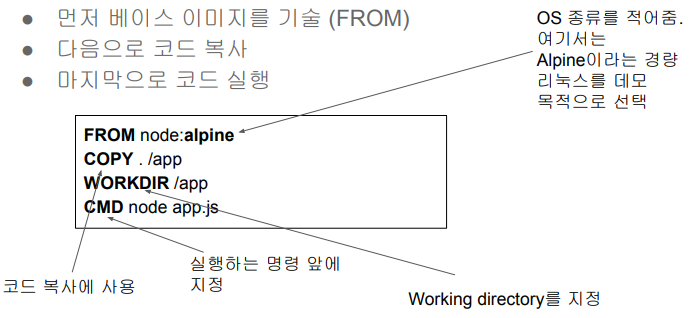 ● 먼저 베이스 이미지를 기술 (FROM)
● 다음으로 코드 복사
● 마지막으로 코드 실행
OS 종류를 적어줌.
여기서는
Alpine이라는 경량
리눅스를 데모
목적으로 선택
FROM node:alpine
COPY . /app
WORKDIR /app
CMD node app.js
코드 복사에 사용
실행하는 명령 앞에
지정
Working directory를 지정